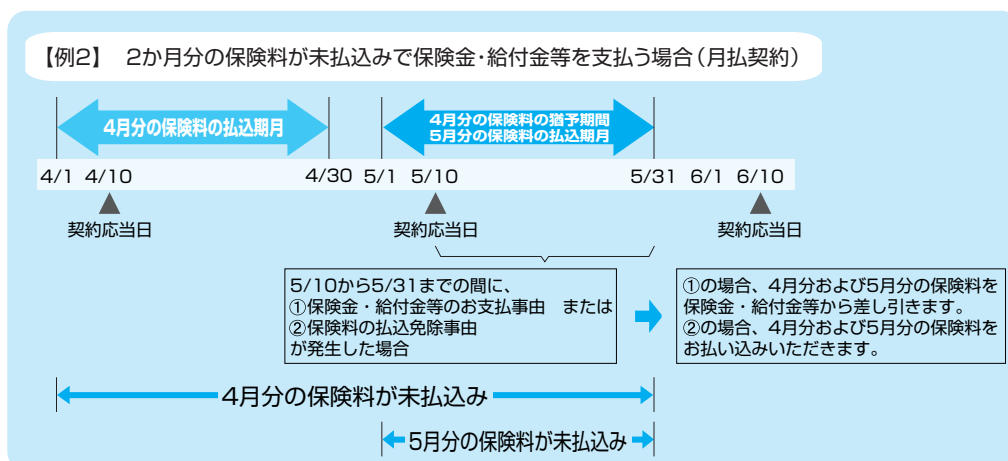 【例2】 2か月分の保険料が未払込みで保険金・給付金等を支払う場合（月払契約）
4月分の保険料の払込期月
4月分の保険料の猶予期間
5月分の保険料の払込期月
4/1 4/10 4/30 5/1 5/10 5/31 6/1 6/10
契約応当日 契約応当日 契約応当日
5/10から5/31までの間に、
①保険金・給付金等のお支払事由 または
②保険料の払込免除事由
が発生した場合
①の場合、4月分および5月分の保険料を
保険金・給付金等から差し引きます。
②の場合、4月分および5月分の保険料を
お払い込みいただきます。
4月分の保険料が未払込み
5月分の保険料が未払込み